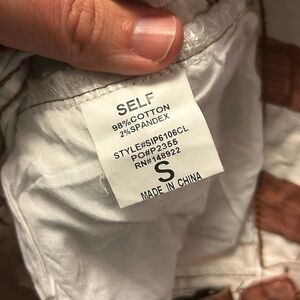 SELF
98%COTTON
2%SPANDEX
STYLE#SIP6106CL
PO#P2355
RN#148922
S
MADE IN CHINA